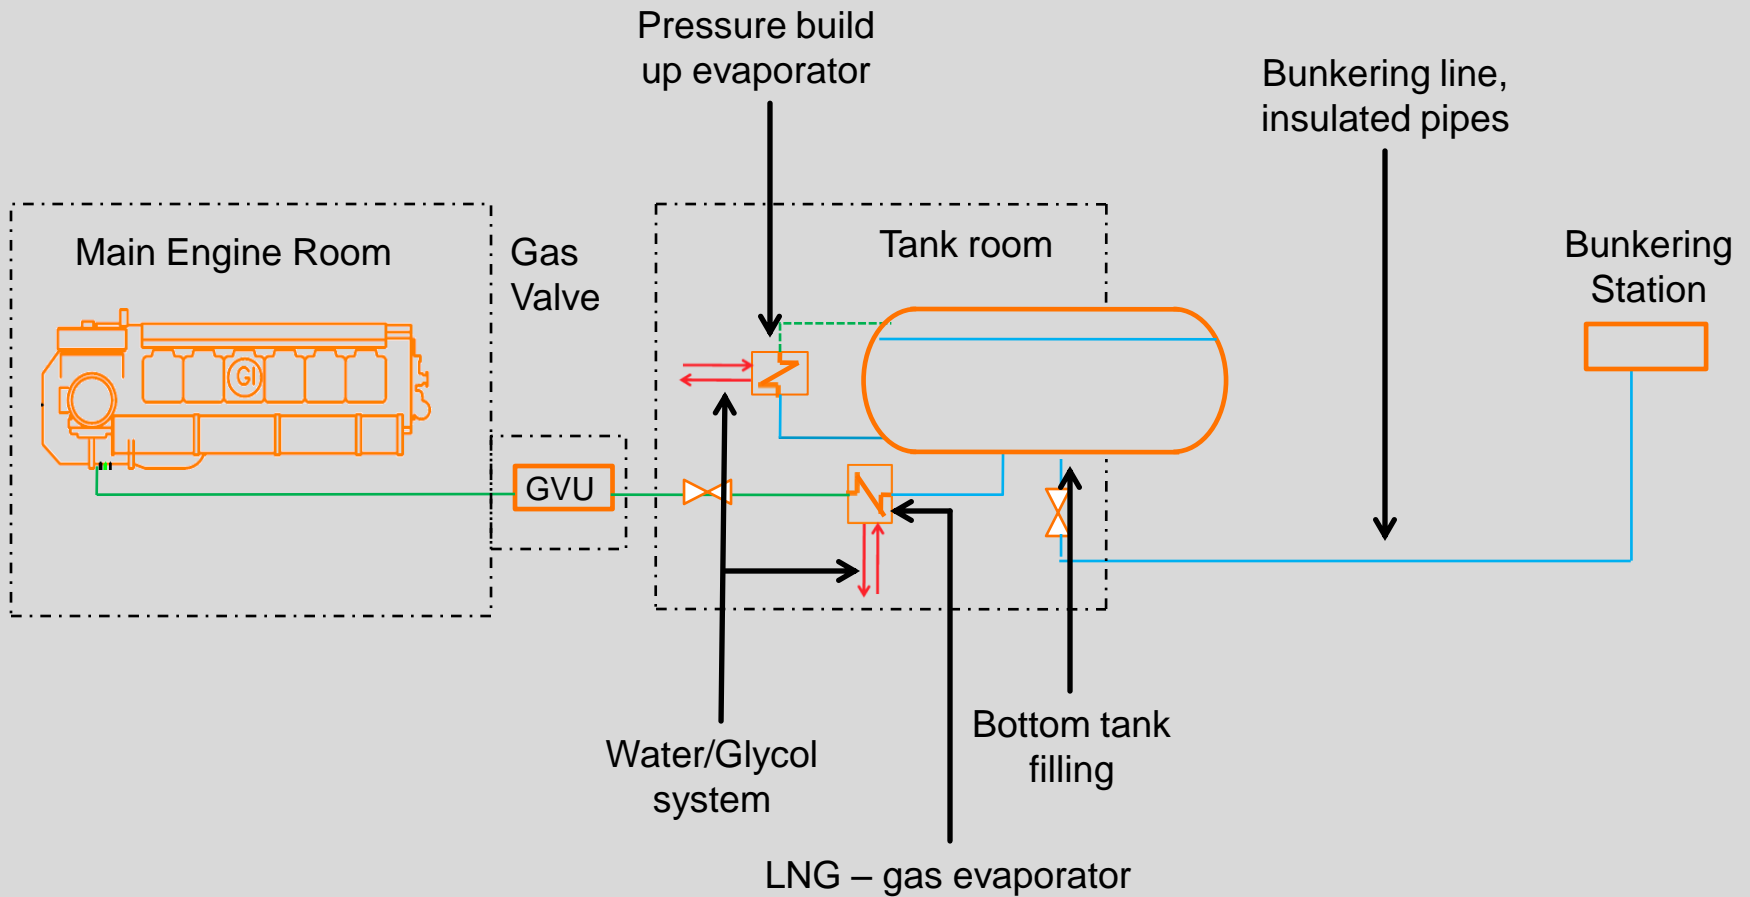 Pressure build
up evaporator
Bunkering line,
insulated pipes
Main Engine Room
Gas
Valve
Tank room
Bunkering
Station
GI
GVU
Water/Glycol
system
Bottom tank
filling
LNG – gas evaporator